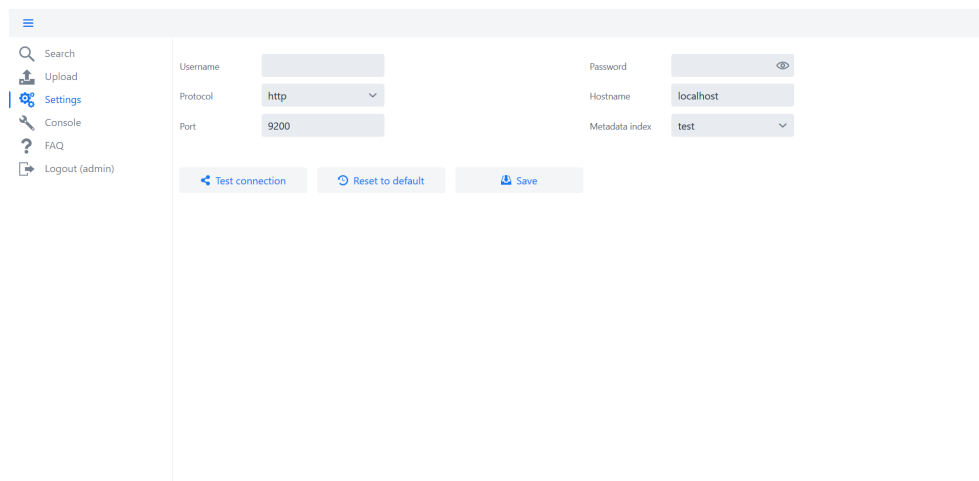 Search
Upload
Settings
Console
FAQ
Logout (admin)
Username
Password
Protocol http
Hostname localhost
Port 9200
Metadata index test
Test connection
Reset to default
Save